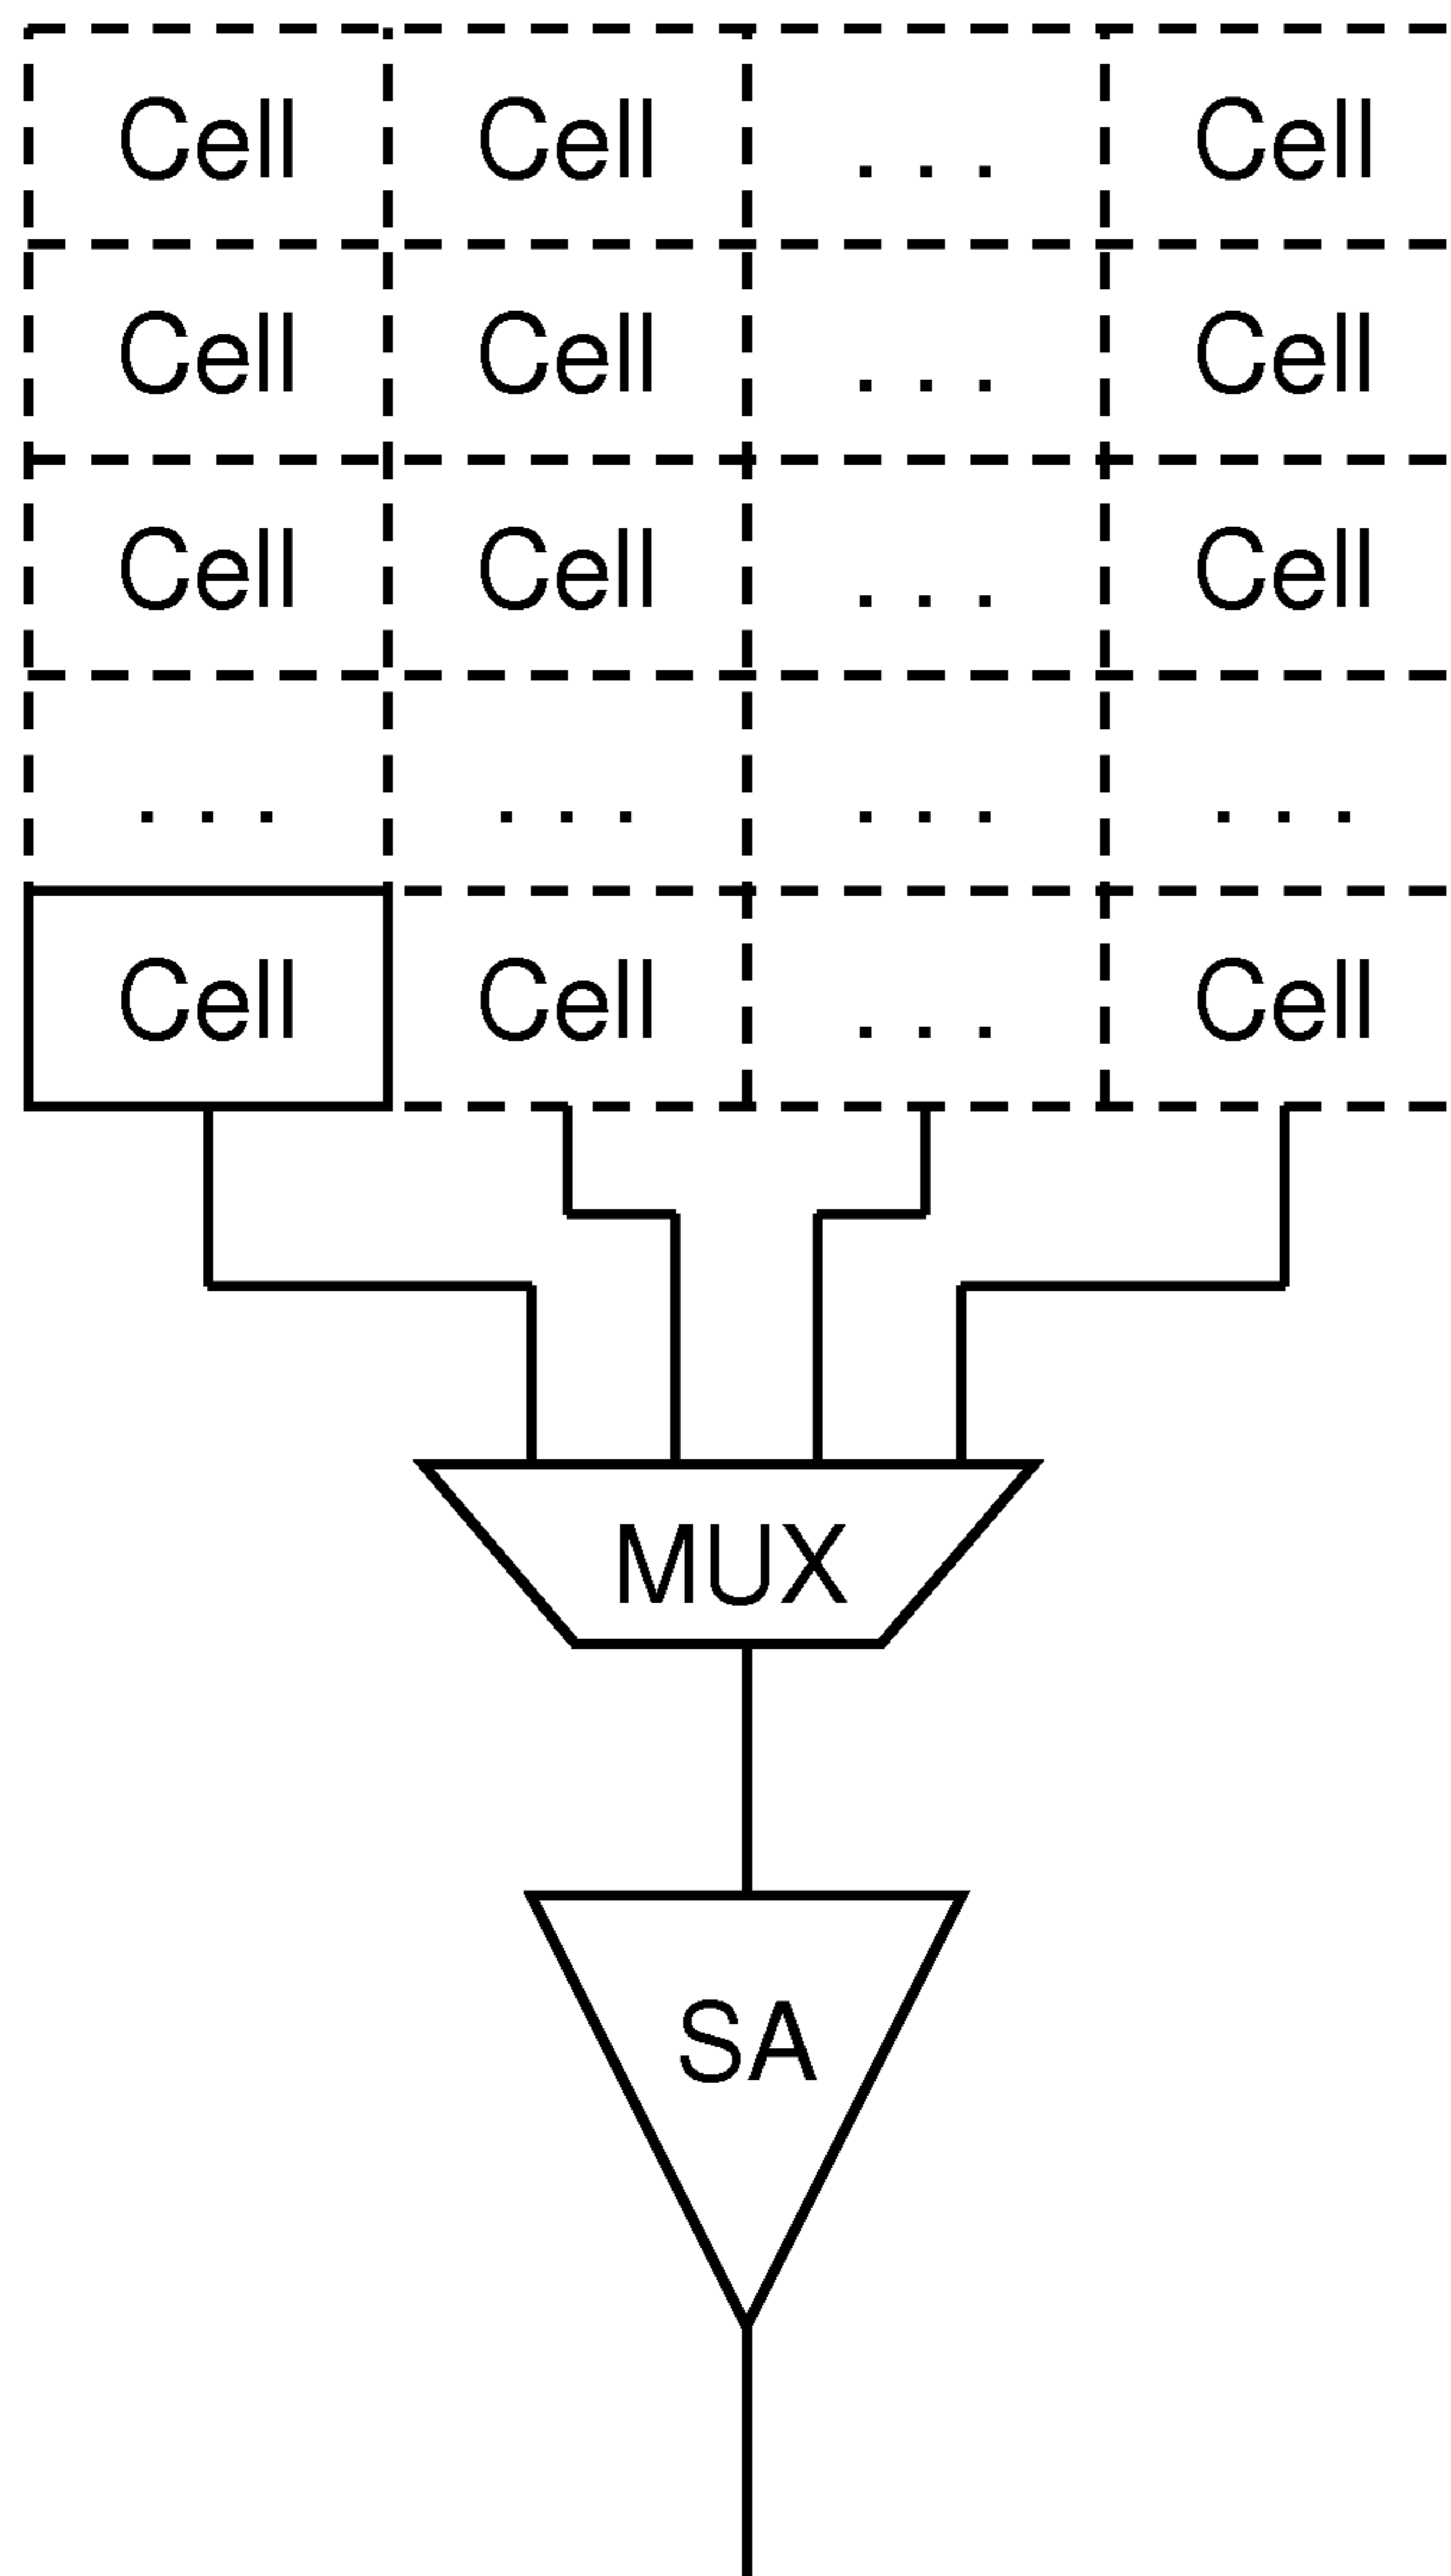 Cell Cell . . . Cell
Cell Cell . . . Cell
Cell Cell . . . Cell
. . . . . . . . . . . .
Cell Cell . . . Cell
MUX
SA